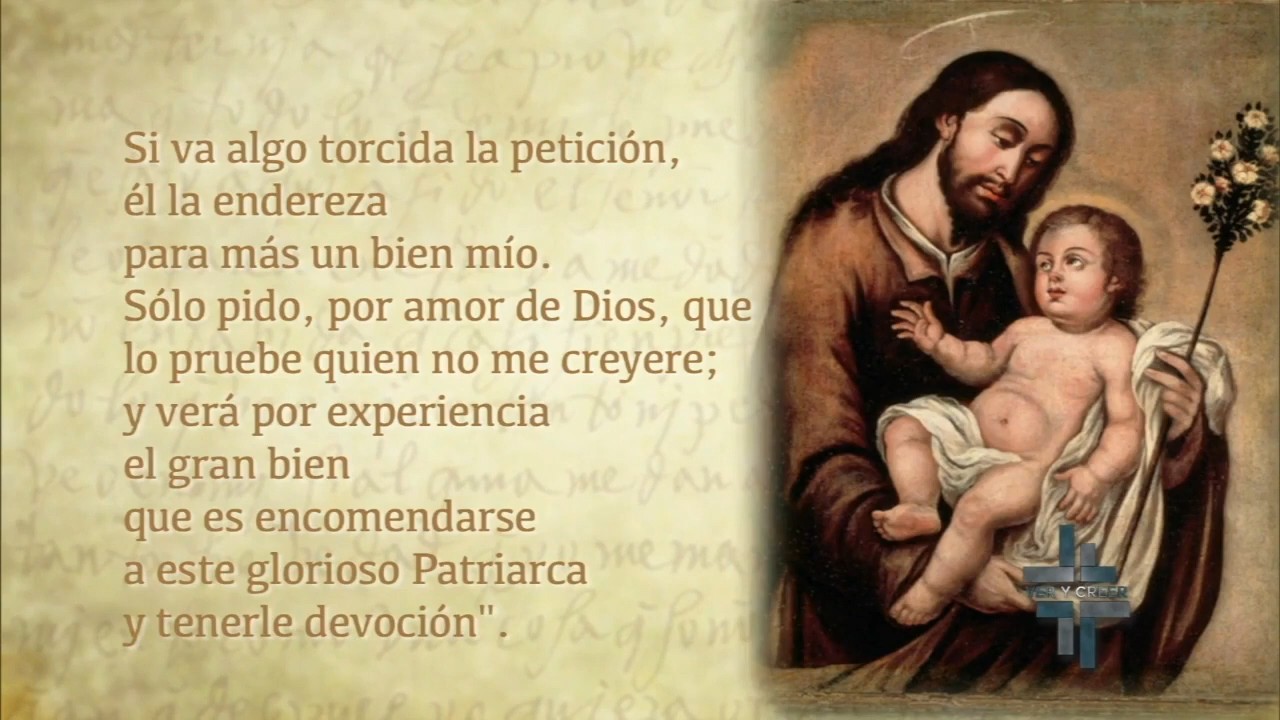 Si va algo torcida la petición,
él la endereza
para más un bien mío.
Sólo pido, por amor de Dios, que
lo pruebe quien no me creyere;
y verá por experiencia
el gran bien
que es encomendarse
a este glorioso Patriarca
y tenerle devoción".
VER Y CREER